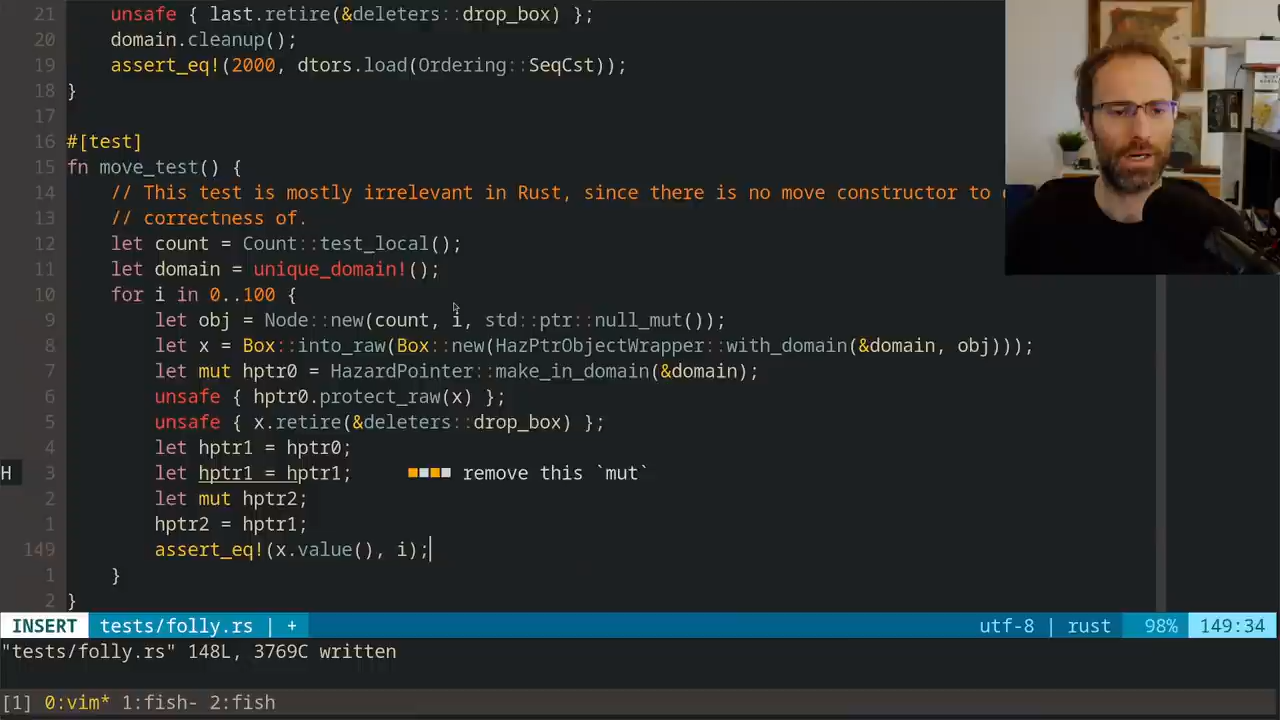 21     unsafe { last.retire(&deleters::drop_box) };
20     domain.cleanup();
19     assert_eq!(2000, dtors.load(Ordering::SeqCst));
18 }
17
16 #[test]
15 fn move_test() {
14     // This test is mostly irrelevant in Rust, since there is no move constructor to
13     // correctness of.
12     let count = Count::test_local();
11     let domain = unique_domain!();
10     for i in 0..100 {
9         let obj = Node::new(count, i, std::ptr::null_mut());
8         let x = Box::into_raw(Box::new(HazPtrObjectWrapper::with_domain(&domain, obj)));
7         let mut hptr0 = HazardPointer::make_in_domain(&domain);
6         unsafe { hptr0.protect_raw(x) };
5         unsafe { x.retire(&deleters::drop_box) };
4         let hptr1 = hptr0;
H 3         let hptr1 = hptr1;     ■■■■ remove this `mut`
2         let mut hptr2;
1         hptr2 = hptr1;
149         assert_eq!(x.value(), i);
1     }
2 }
INSERT tests/folly.rs | + utf-8 | rust 98% 149:34
"tests/folly.rs" 148L, 3769C written
[1] 0:vim* 1:fish- 2:fish